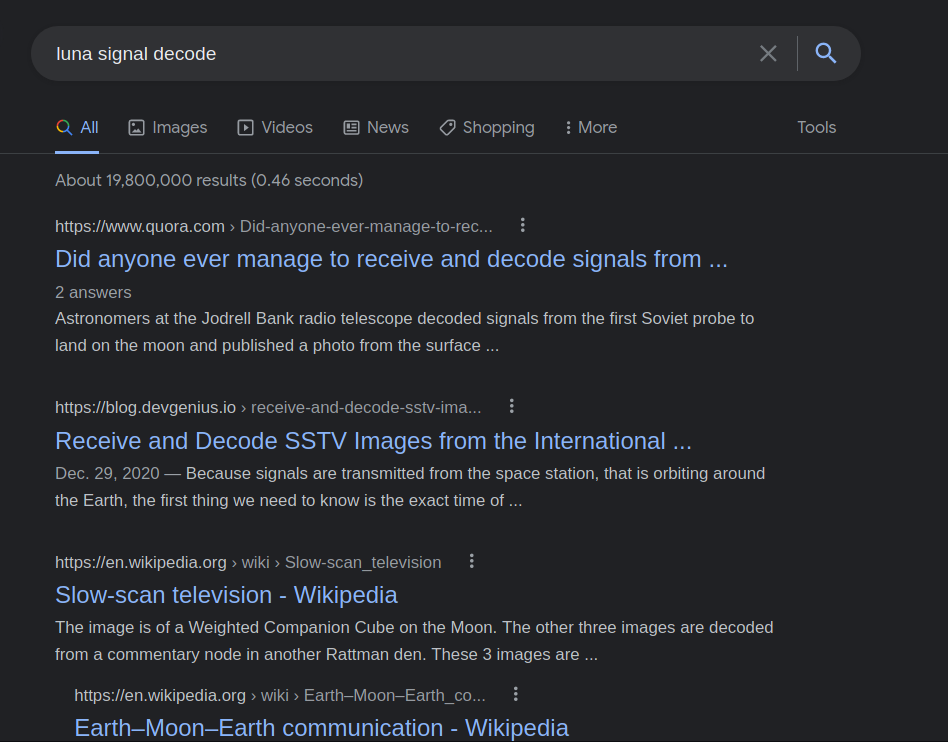 luna signal decode
All Images Videos News Shopping More Tools
About 19,800,000 results (0.46 seconds)
https://www.quora.com › Did-anyone-ever-manage-to-rec...
Did anyone ever manage to receive and decode signals from ...
2 answers
Astronomers at the Jodrell Bank radio telescope decoded signals from the first Soviet probe to
land on the moon and published a photo from the surface ...
https://blog.devgenius.io › receive-and-decode-sstv-ima...
Receive and Decode SSTV Images from the International ...
Dec. 29, 2020 — Because signals are transmitted from the space station, that is orbiting around
the Earth, the first thing we need to know is the exact time of ...
https://en.wikipedia.org › wiki › Slow-scan_television
Slow-scan television - Wikipedia
The image is of a Weighted Companion Cube on the Moon. The other three images are decoded
from a commentary node in another Rattman den. These 3 images are ...
https://en.wikipedia.org › wiki › Earth–Moon–Earth_co...
Earth–Moon–Earth communication - Wikipedia